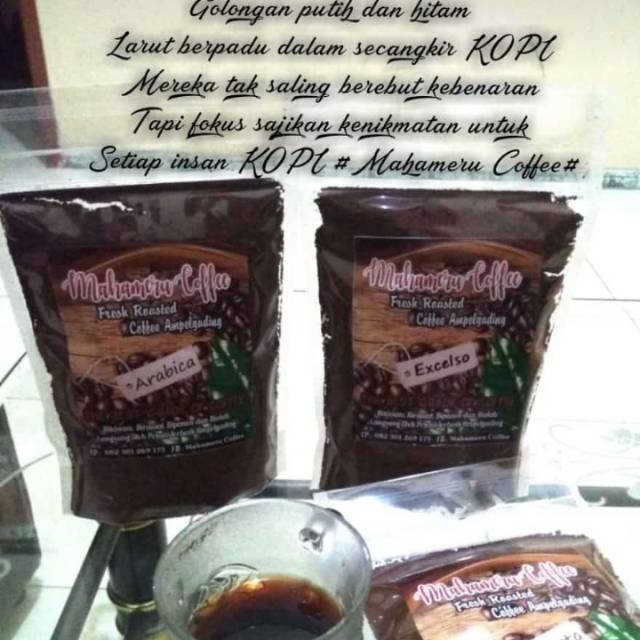 Golongan putih dan hitam
Larut berpadu dalam secangkir KOPI
Mereka tak saling berebut kebenaran
Tapi fokus sajikan kenikmatan untuk
Setiap insan KOPI # Mahameru Coffee#
Mahameru Coffee
Fresh Roasted
Coffee Ampelgading
Arabica
Mahameru Coffee
Fresh Roasted
Coffee Ampelgading
Excelso
Mahameru Coffee
Fresh Roasted
Coffee Ampelgading